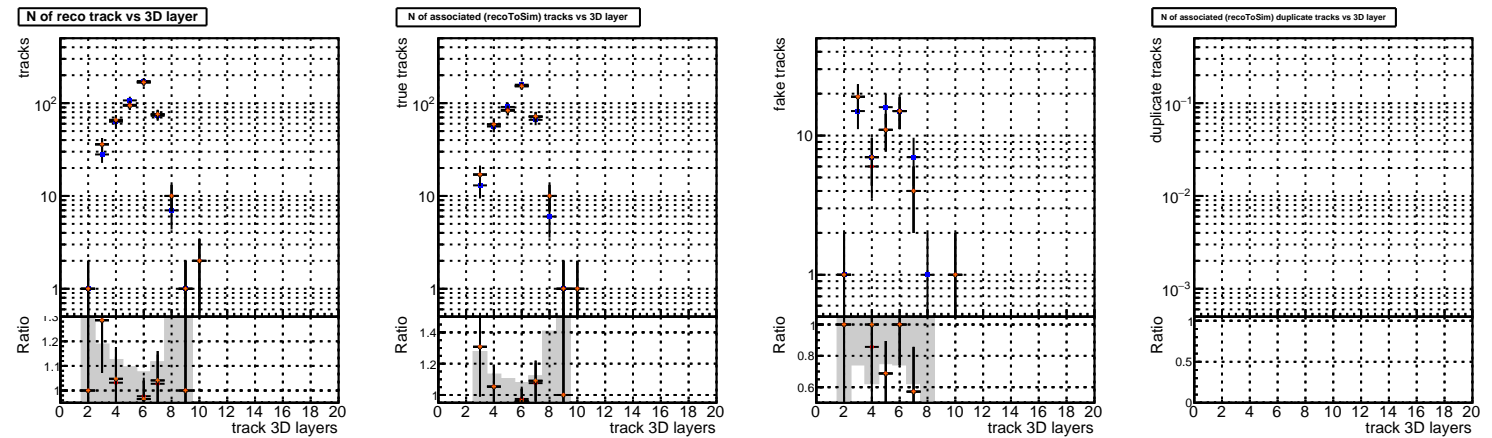 N of reco track vs 3D layer
tracks
10²
10
1
Ratio
1.3
1.2
1.1
1
0 2 4 6 8 10 12 14 16 18 20
track 3D layers
N of associated (recoToSim) tracks vs 3D layer
true tracks
10²
10
1
Ratio
1.4
1.2
1
0 2 4 6 8 10 12 14 16 18 20
track 3D layers
fake tracks
10
1
Ratio
1
0.8
0.6
0 2 4 6 8 10 12 14 16 18 20
track 3D layers
N of associated (recoToSim) duplicate tracks vs 3D layer
duplicate tracks
10⁻¹
10⁻²
10⁻³
Ratio
1
0.5
0
0 2 4 6 8 10 12 14 16 18 20
track 3D layers